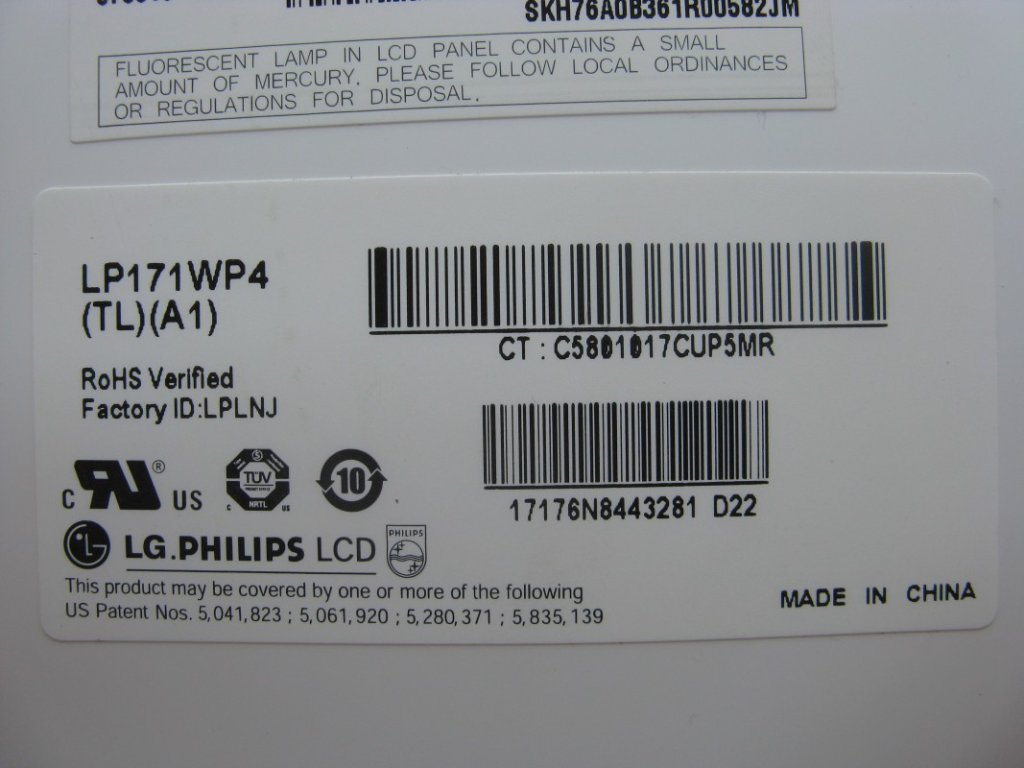 SKH76A0B361R00582JM
FLUORESCENT LAMP IN LCD PANEL CONTAINS A SMALL
AMOUNT OF MERCURY. PLEASE FOLLOW LOCAL ORDINANCES
OR REGULATIONS FOR DISPOSAL.
LP171WP4
(TL)(A1)
CT : C5801017CUP5MR
RoHS Verified
Factory ID:LPLNJ
17176N8443281 D22
C RU ® US
S TÜV NRTL C US
10
LG.PHILIPS LCD PHILIPS
This product may be covered by one or more of the following
US Patent Nos. 5,041,823 ; 5,061,920 ; 5,280,371 ; 5,835,139
MADE IN CHINA